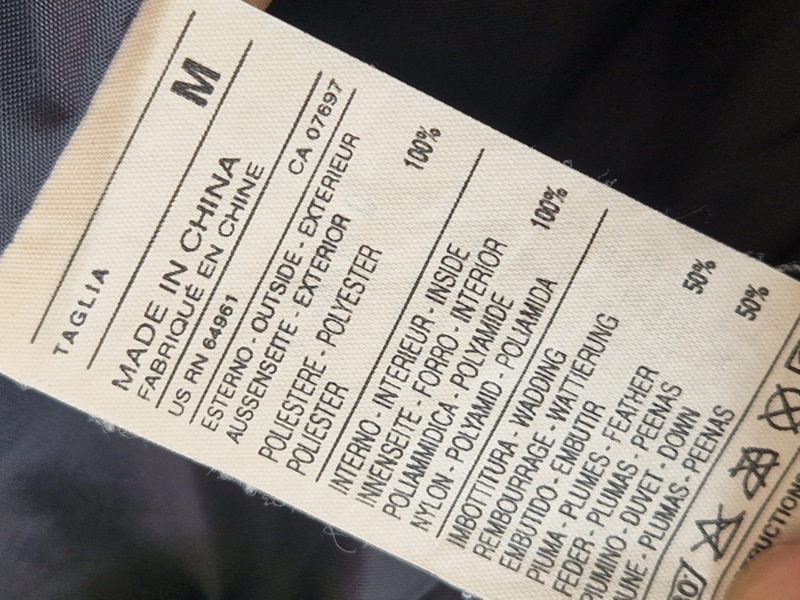 TAGLIA M
MADE IN CHINA
FABRIQUÉ EN CHINE
US RN 64961 CA 07697
ESTERNO - OUTSIDE - EXTERIEUR
AUSSENSEITE - EXTERIOR
POLIESTERE - POLYESTER 100%
POLIESTER
INTERNO - INTERIEUR - INSIDE
INNENSEITE - FORRO - INTERIOR
POLIAMMIDICA - POLYAMIDE 100%
NYLON - POLYAMID - POLIAMIDA
IMBOTTITURA - WADDING
REMBOURRAGE - WATTIERUNG
EMBUTIDO - EMBUTIR
PIUMA - PLUMES - FEATHER 50%
FEDER - PLUMAS - PEENAS
PIUMINO - DUVET - DOWN 50%
UNE - PLUMAS - PEENAS